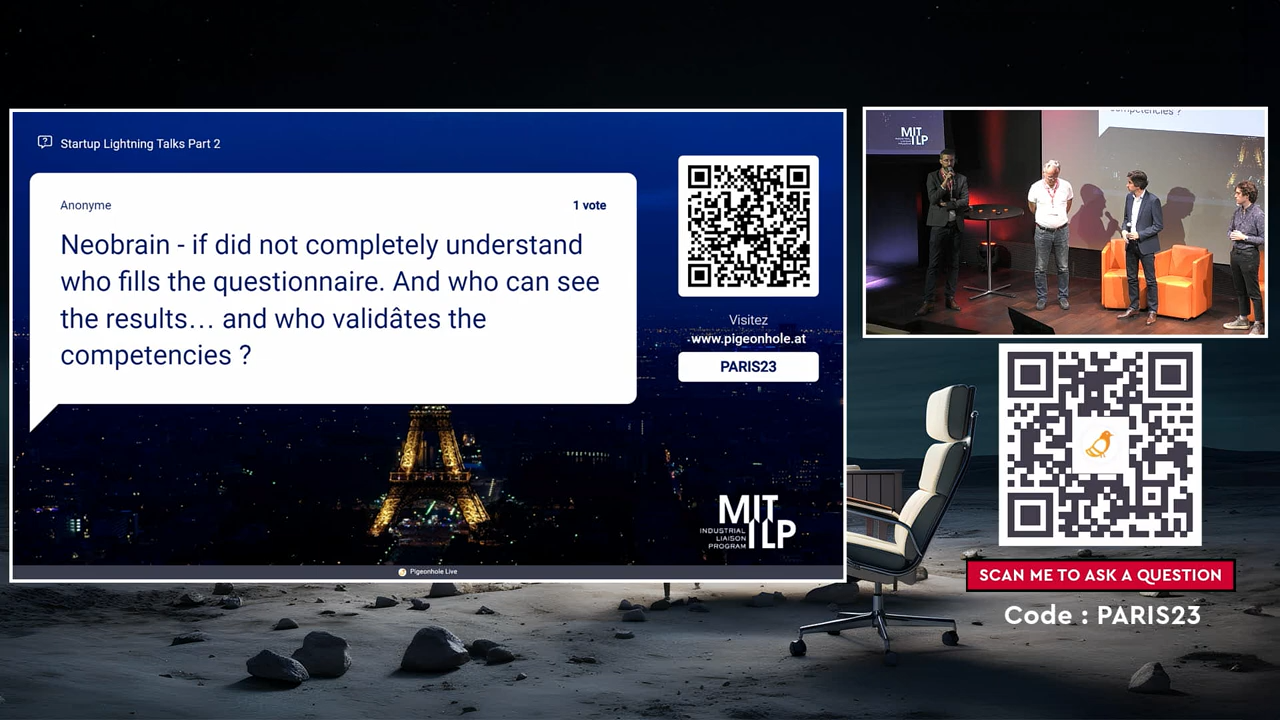 Startup Lightning Talks Part 2
Anonyme
1 vote
Neobrain - if did not completely understand
who fills the questionnaire. And who can see
the results… and who validâtes the
competencies ?
Visitez
www.pigeonhole.at
PARIS23
MIT
ILP
INDUSTRIAL
LIAISON
PROGRAM
Pigeonhole Live
competencies ?
MIT
ILP
SCAN ME TO ASK A QUESTION
Code : PARIS23